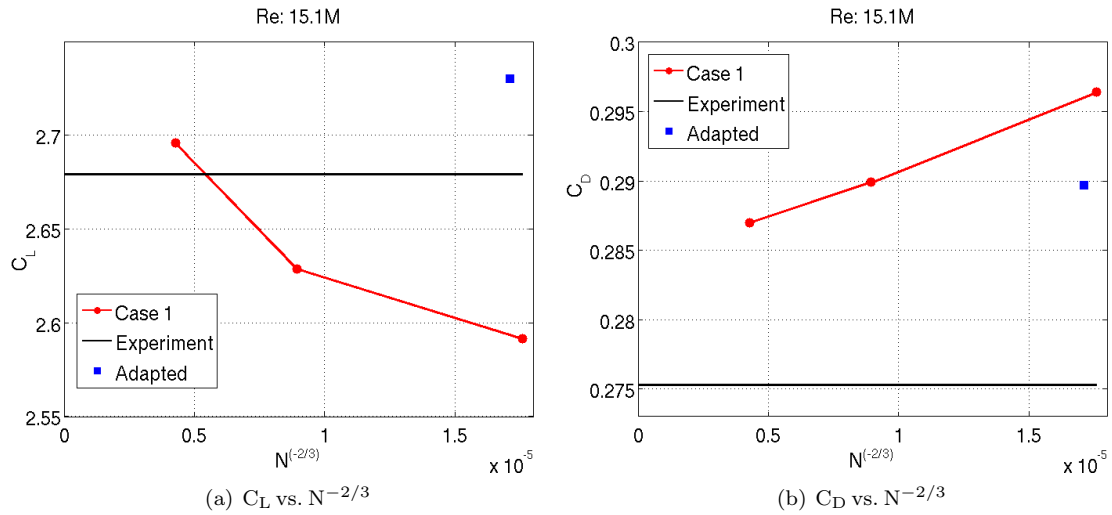 Re: 15.1M
2.7
2.65
2.6
2.55
C_L
Case 1
Experiment
Adapted
0 0.5 1 1.5
N^(-2/3)
x 10^-5
(a) C_L vs. N^−2/3
Re: 15.1M
0.3
0.295
0.29
0.285
0.28
0.275
C_D
Case 1
Experiment
Adapted
0 0.5 1 1.5
N^(-2/3)
x 10^-5
(b) C_D vs. N^−2/3